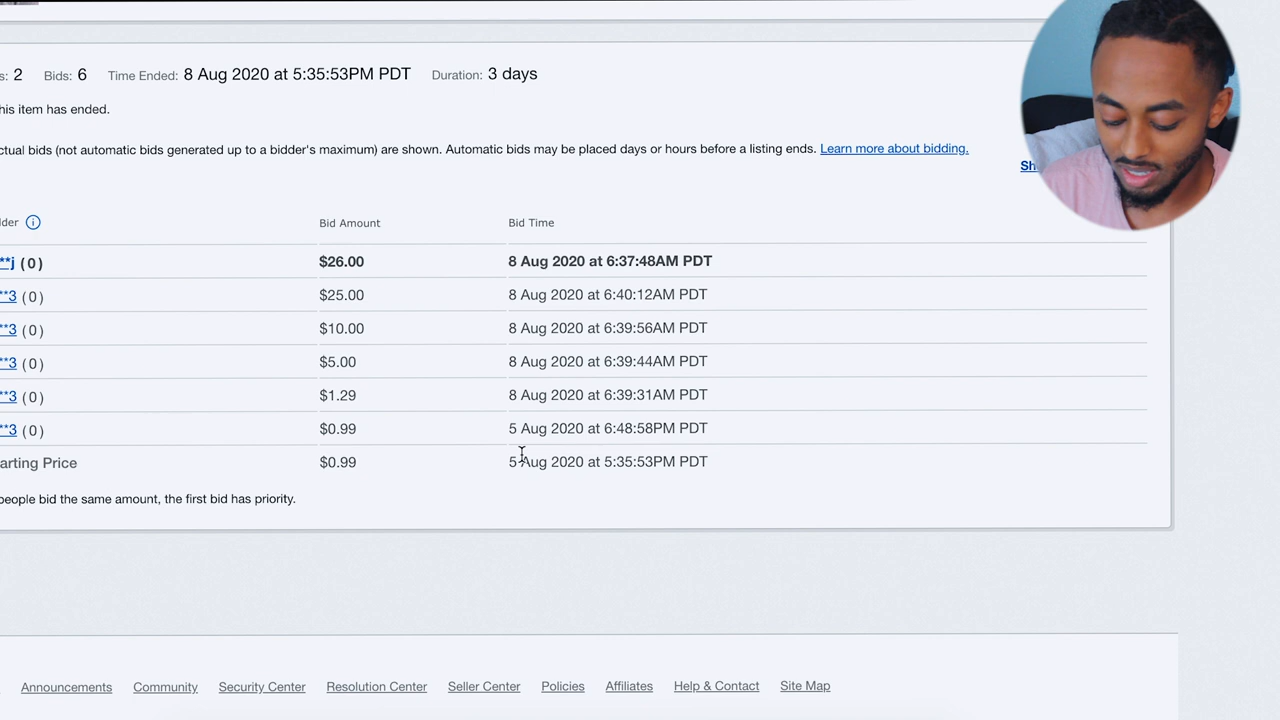 s: 2 Bids: 6 Time Ended: 8 Aug 2020 at 5:35:53PM PDT Duration: 3 days
his item has ended.
ctual bids (not automatic bids generated up to a bidder's maximum) are shown. Automatic bids may be placed days or hours before a listing ends. Learn more about bidding.
Sh
dder Bid Amount Bid Time
**j (0) $26.00 8 Aug 2020 at 6:37:48AM PDT
**3 (0) $25.00 8 Aug 2020 at 6:40:12AM PDT
**3 (0) $10.00 8 Aug 2020 at 6:39:56AM PDT
**3 (0) $5.00 8 Aug 2020 at 6:39:44AM PDT
**3 (0) $1.29 8 Aug 2020 at 6:39:31AM PDT
**3 (0) $0.99 5 Aug 2020 at 6:48:58PM PDT
arting Price $0.99 5 Aug 2020 at 5:35:53PM PDT
people bid the same amount, the first bid has priority.
Announcements Community Security Center Resolution Center Seller Center Policies Affiliates Help & Contact Site Map